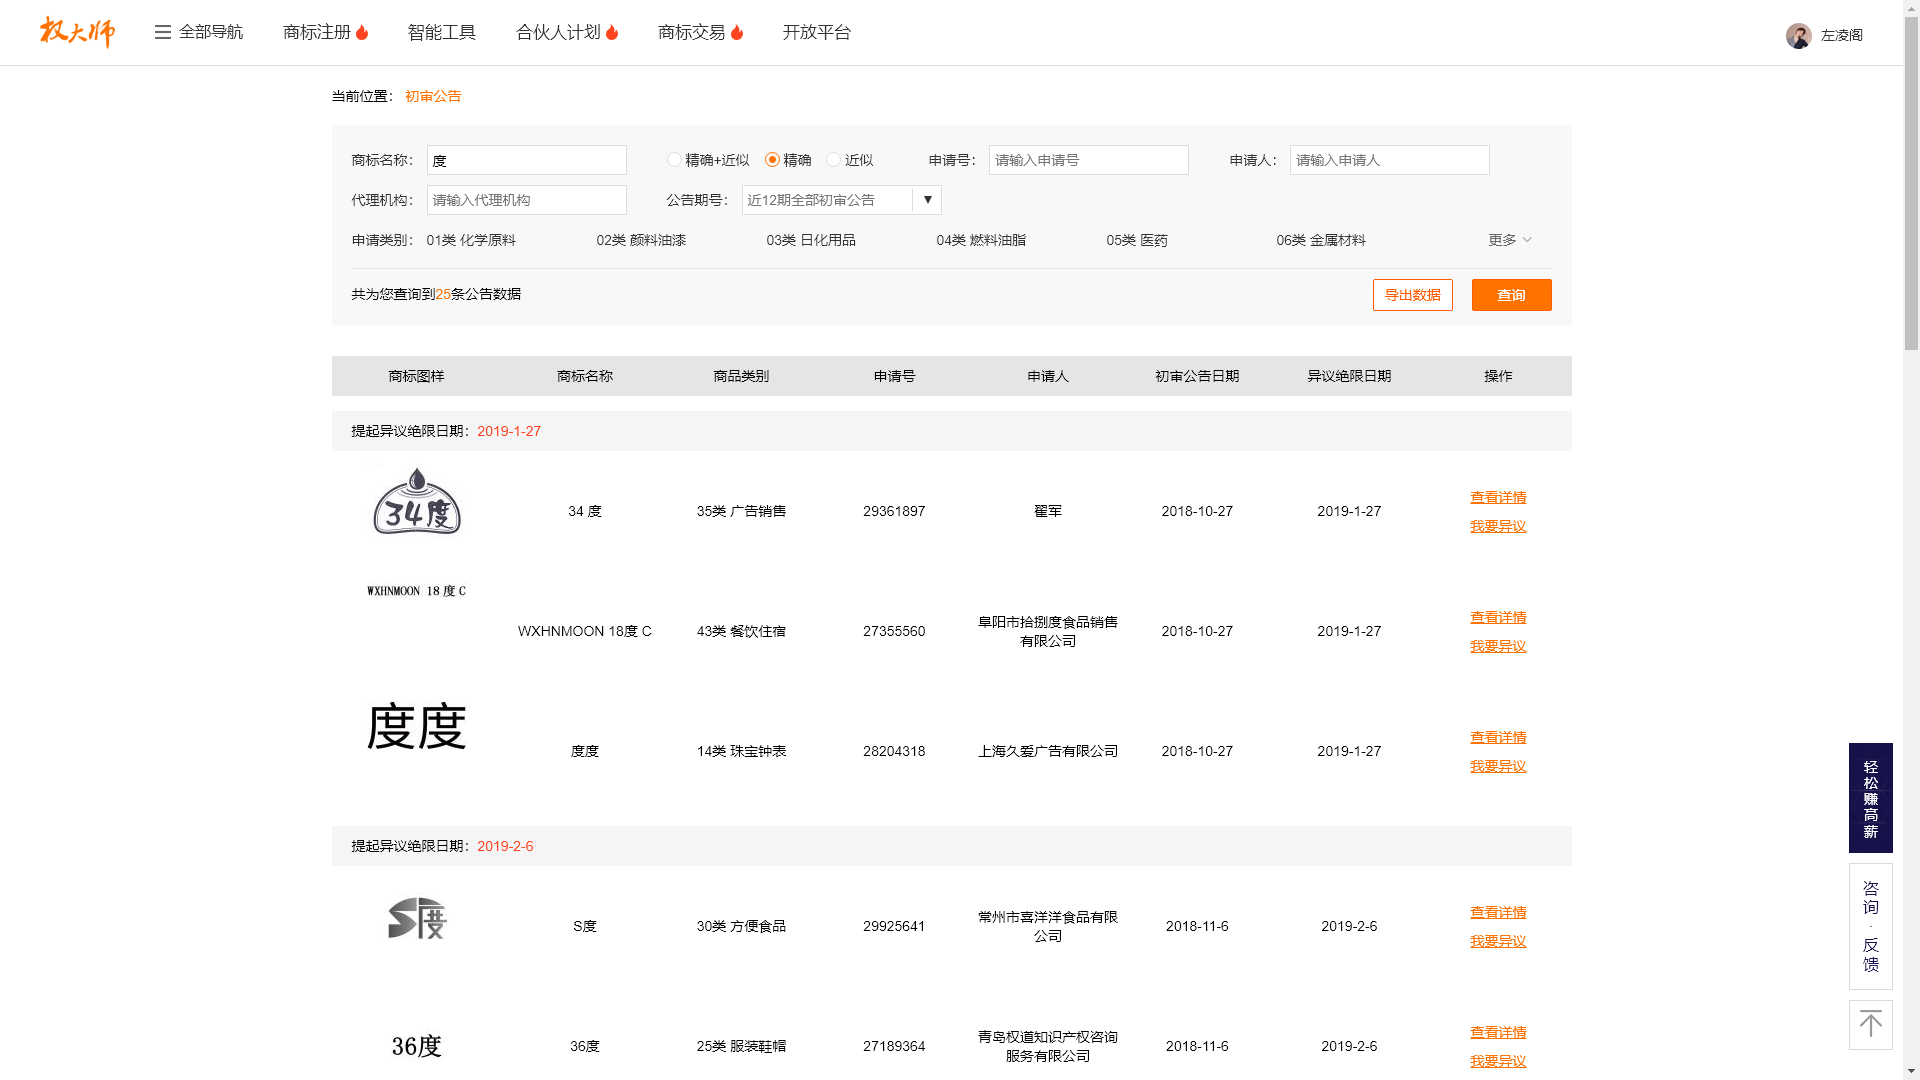 权大师 全部导航 商标注册 智能工具 合伙人计划 商标交易 开放平台 左凌阁
当前位置： 初审公告
商标名称： 度 精确+近似 精确 近似 申请号： 请输入申请号 申请人： 请输入申请人
代理机构： 请输入代理机构 公告期号： 近12期全部初审公告 ▼
申请类别： 01类 化学原料 02类 颜料油漆 03类 日化用品 04类 燃料油脂 05类 医药 06类 金属材料 更多
共为您查询到25条公告数据 导出数据 查询
商标图样 商标名称 商品类别 申请号 申请人 初审公告日期 异议绝限日期 操作
提起异议绝限日期：2019-1-27
34度 34 度 35类 广告销售 29361897 翟军 2018-10-27 2019-1-27 查看详情
我要异议
WXHNMOON 18 度 C
WXHNMOON 18度 C 43类 餐饮住宿 27355560 阜阳市拾捌度食品销售
有限公司 2018-10-27 2019-1-27 查看详情
我要异议
度度 度度 14类 珠宝钟表 28204318 上海久爱广告有限公司 2018-10-27 2019-1-27 查看详情
我要异议
提起异议绝限日期：2019-2-6
S度 S度 30类 方便食品 29925641 常州市喜洋洋食品有限
公司 2018-11-6 2019-2-6 查看详情
我要异议
36度 36度 25类 服装鞋帽 27189364 青岛权道知识产权咨询
服务有限公司 2018-11-6 2019-2-6 查看详情
我要异议
轻松赚高薪
咨询·反馈